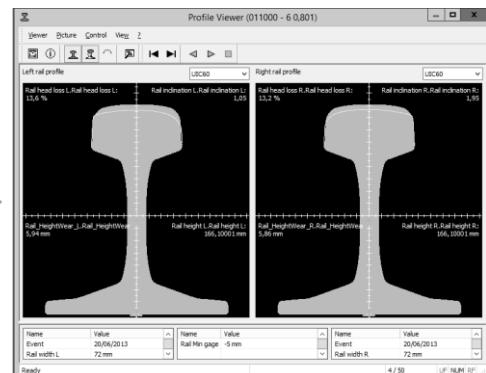 Profile Viewer (011000 - 6 0,801)
Viewer Picture Control View ?
Left rail profile
UIC60
Right rail profile
UIC60
Rail head loss L.Rail head loss L:
13,6 %
Rail inclination L.Rail inclination L:
1,05
Rail head loss R.Rail head loss R:
13,2 %
Rail inclination R.Rail inclination R:
1,95
Rail_HeightWear_L.Rail_HeightWear
5,94 mm
Rail height L.Rail height L:
166,10001 mm
Rail_HeightWear_R.Rail_HeightWear
5,86 mm
Rail height R.Rail height R:
166,10001 mm
Name Value
Event 20/06/2013
Rail width L 72 mm
Name Value
Rail Min gage -5 mm
Name Value
Event 20/06/2013
Rail width R 72 mm
Ready
4 / 50
UF NUM RF